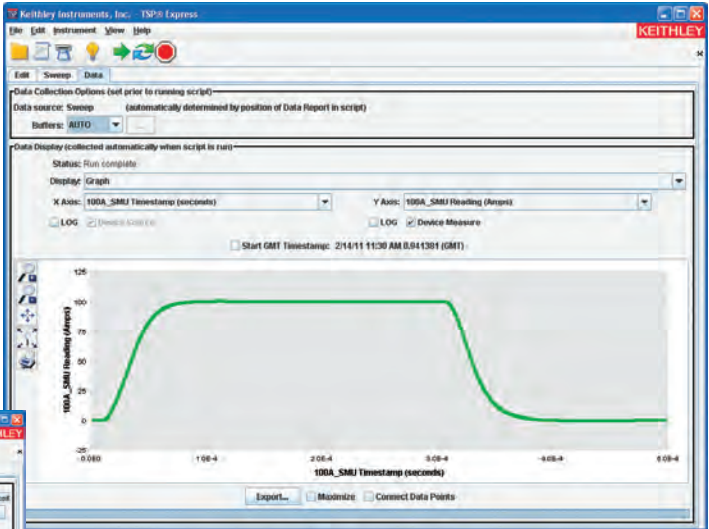 Keithley Instruments, Inc. - TSP® Express
File Edit Instrument View Help
KEITHLEY
Edit Sweep Data
Data Collection Options (set prior to running script)
Data source: Sweep (automatically determined by position of Data Report in script)
Buffers: AUTO ...
Data Display (collected automatically when script is run)
Status: Run complete
Display: Graph
X Axis: 100A_SMU Timestamp (seconds) Y Axis: 100A_SMU Reading (Amps)
LOG Device Source LOG Device Measure
Start GMT Timestamp: 2/14/11 11:30 AM 0.941381 (GMT)
125
100
75
50
25
0
-25
100A_SMU Reading (Amps)
0.0E0 1.0E-4 2.0E-4 3.0E-4 4.0E-4
100A_SMU Timestamp (seconds)
Export... Maximize Connect Data Points